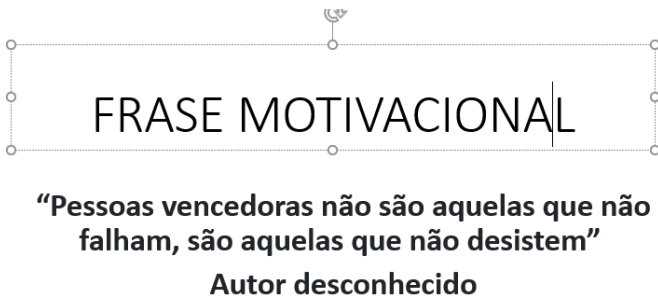 FRASE MOTIVACIONAL
“Pessoas vencedoras não são aquelas que não
falham, são aquelas que não desistem”
Autor desconhecido